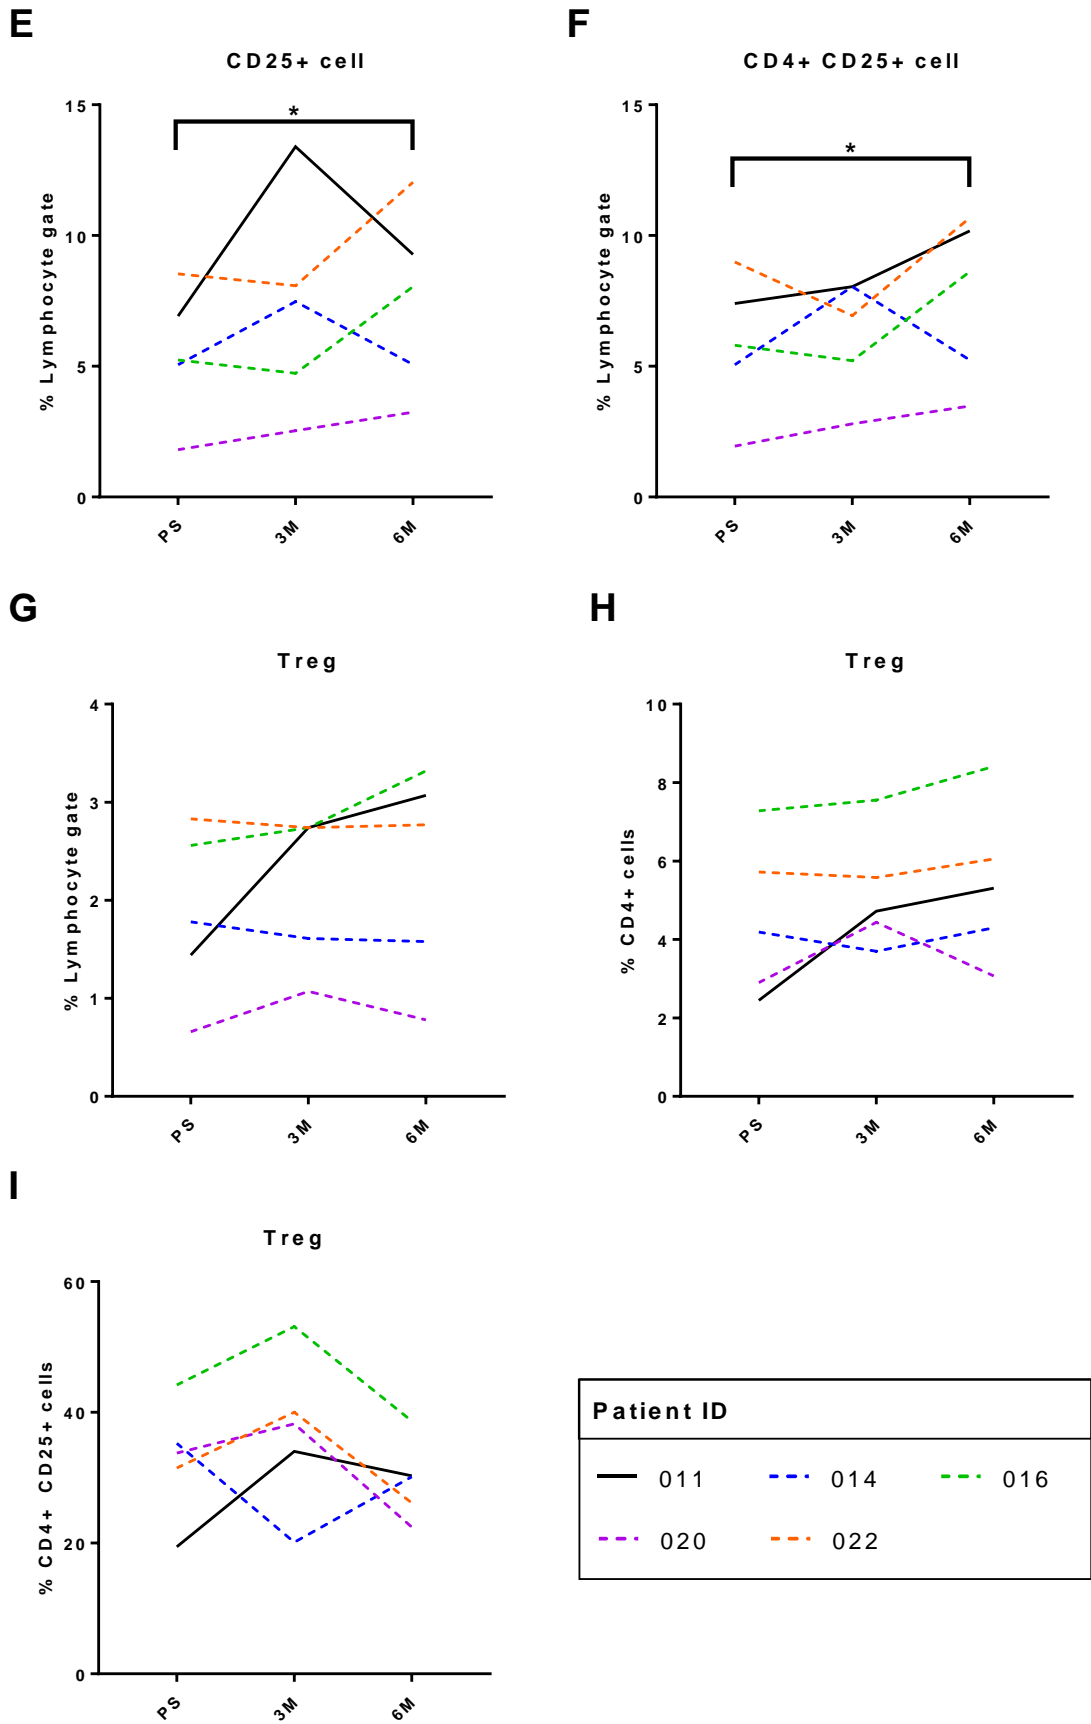 E
CD25+ cell
*
15
10
5
0
% Lymphocyte gate
PS
3M
6M
F
CD4+ CD25+ cell
*
15
10
5
0
% Lymphocyte gate
PS
3M
6M
G
Treg
4
3
2
1
0
% Lymphocyte gate
PS
3M
6M
H
Treg
10
8
6
4
2
0
% CD4+ cells
PS
3M
6M
I
Treg
60
40
20
0
% CD4+ CD25+ cells
PS
3M
6M
Patient ID
011 014 016
020 022